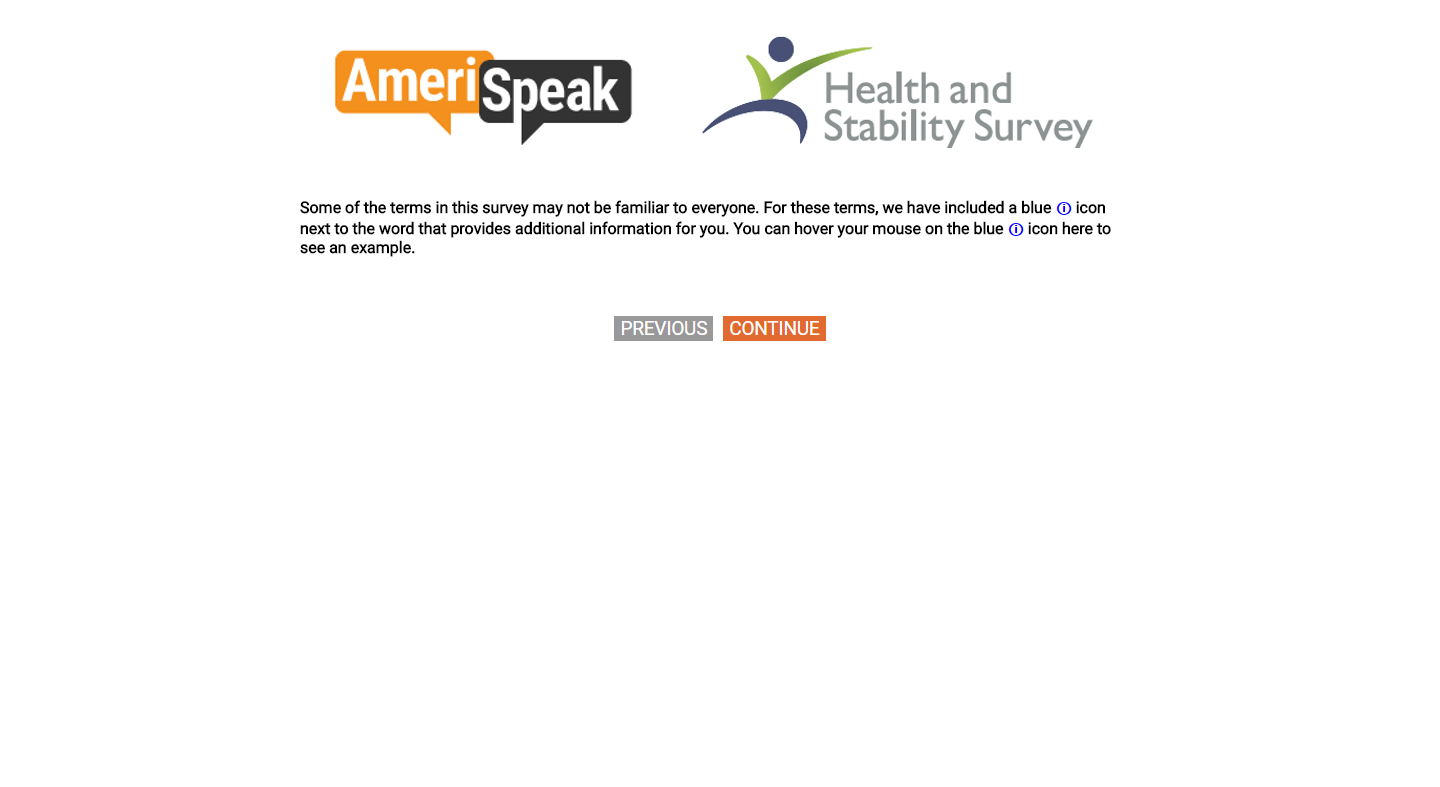 AmeriSpeak
Health and
Stability Survey
Some of the terms in this survey may not be familiar to everyone. For these terms, we have included a blue ⓘ icon
next to the word that provides additional information for you. You can hover your mouse on the blue ⓘ icon here to
see an example.
PREVIOUS CONTINUE